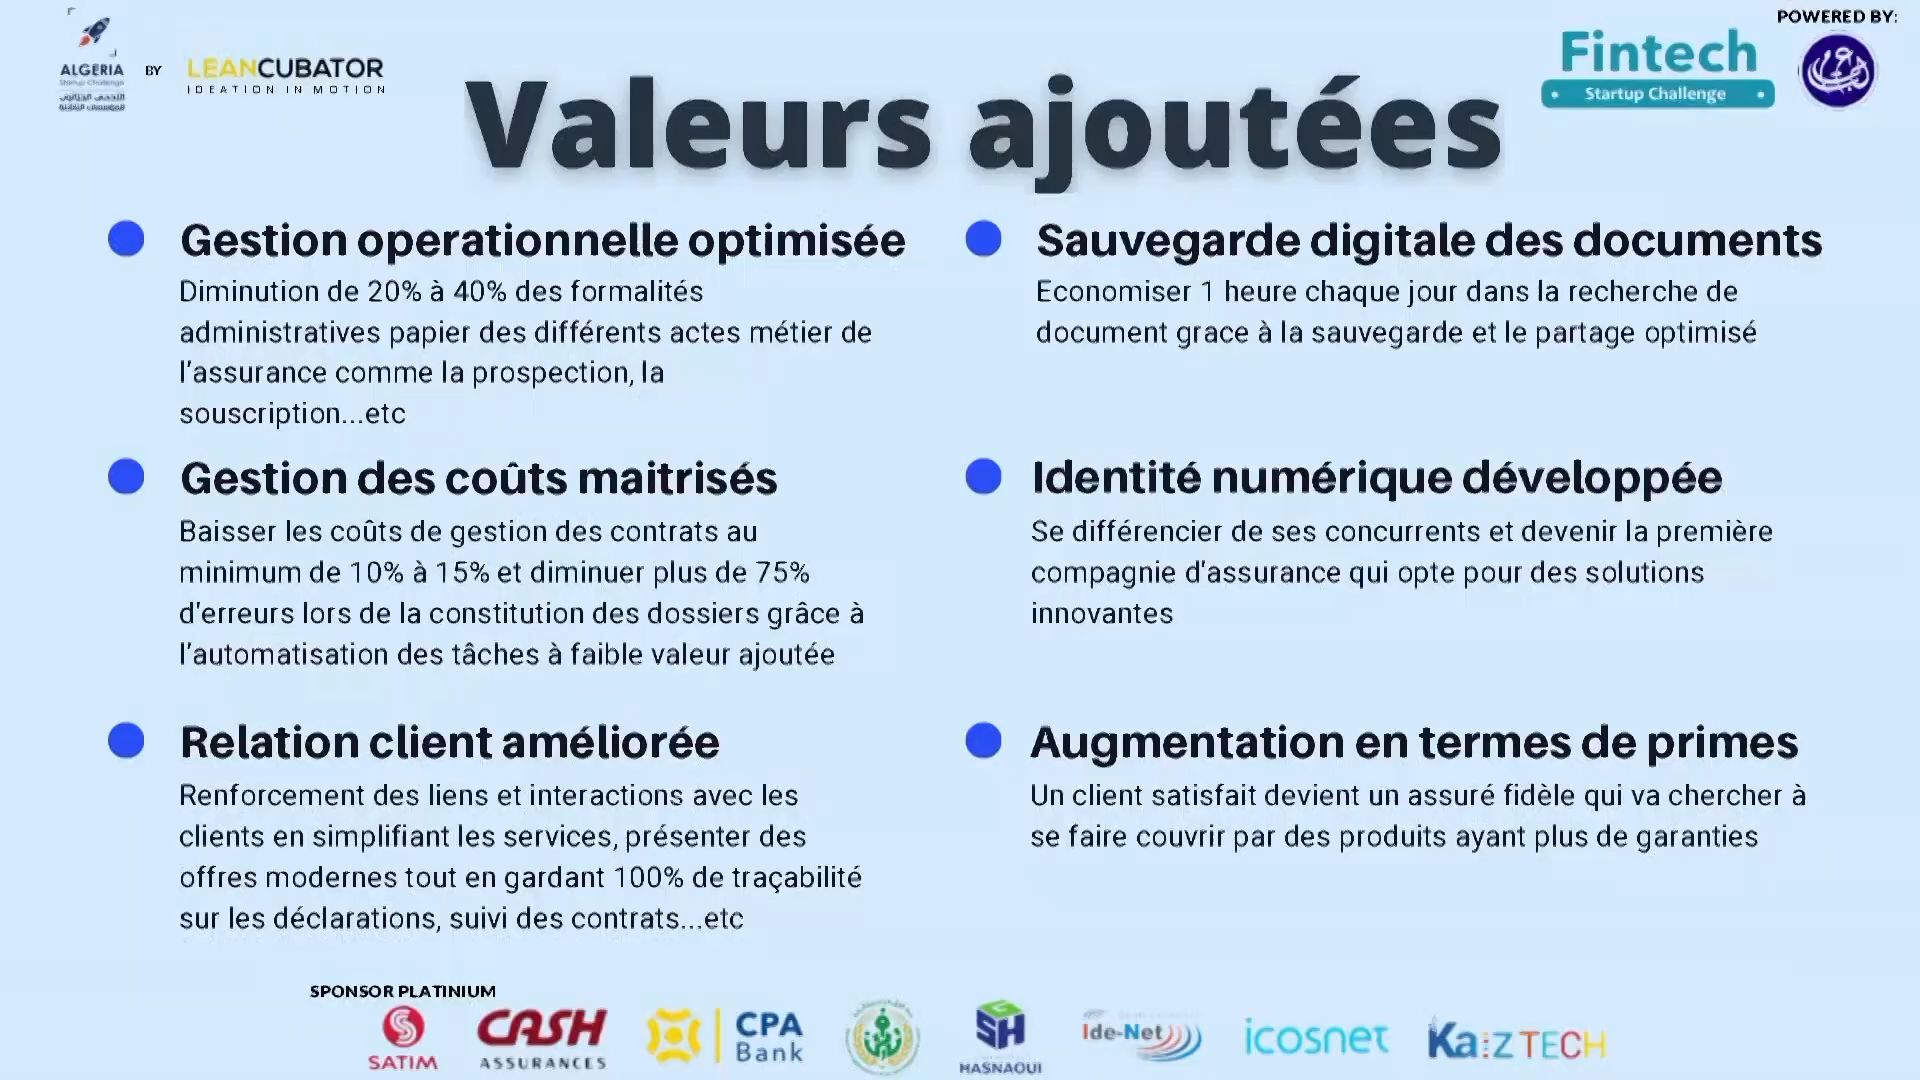 POWERED BY:
ALGERIA
Startup Challenge
BY
LEANCUBATOR
IDEATION IN MOTION
Fintech
Startup Challenge
Valeurs ajoutées
Gestion operationnelle optimisée
Diminution de 20% à 40% des formalités
administratives papier des différents actes métier de
l'assurance comme la prospection, la
souscription...etc
Sauvegarde digitale des documents
Economiser 1 heure chaque jour dans la recherche de
document grace à la sauvegarde et le partage optimisé
Gestion des coûts maitrisés
Baisser les coûts de gestion des contrats au
minimum de 10% à 15% et diminuer plus de 75%
d'erreurs lors de la constitution des dossiers grâce à
l'automatisation des tâches à faible valeur ajoutée
Identité numérique développée
Se différencier de ses concurrents et devenir la première
compagnie d'assurance qui opte pour des solutions
innovantes
Relation client améliorée
Renforcement des liens et interactions avec les
clients en simplifiant les services, présenter des
offres modernes tout en gardant 100% de traçabilité
sur les déclarations, suivi des contrats...etc
Augmentation en termes de primes
Un client satisfait devient un assuré fidèle qui va chercher à
se faire couvrir par des produits ayant plus de garanties
SPONSOR PLATINIUM
SATIM
CASH
ASSURANCES
CPA
Bank
GSH
HASNAOUI
Ide-Net
icosnet
Ka:z TECH